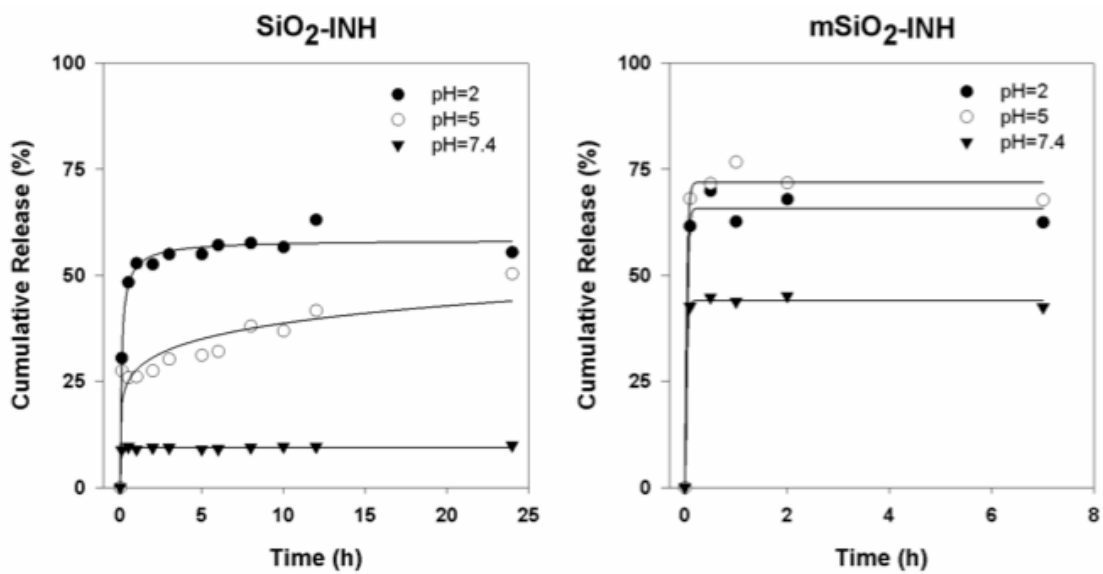 SiO2-INH
100
75
50
25
0
Cumulative Release (%)
pH=2
pH=5
pH=7.4
0 5 10 15 20 25
Time (h)
mSiO2-INH
100
75
50
25
0
Cumulative Release (%)
pH=2
pH=5
pH=7.4
0 2 4 6 8
Time (h)